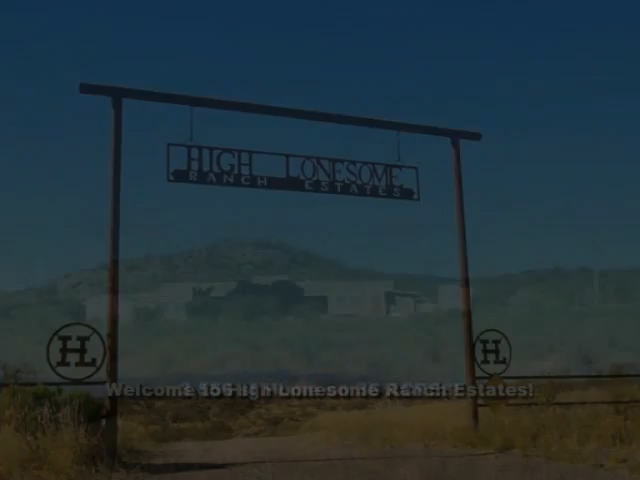 HIGH LONESOME
RANCH ESTATES
HL
HL
Welcome to High Lonesome Ranch Estates!